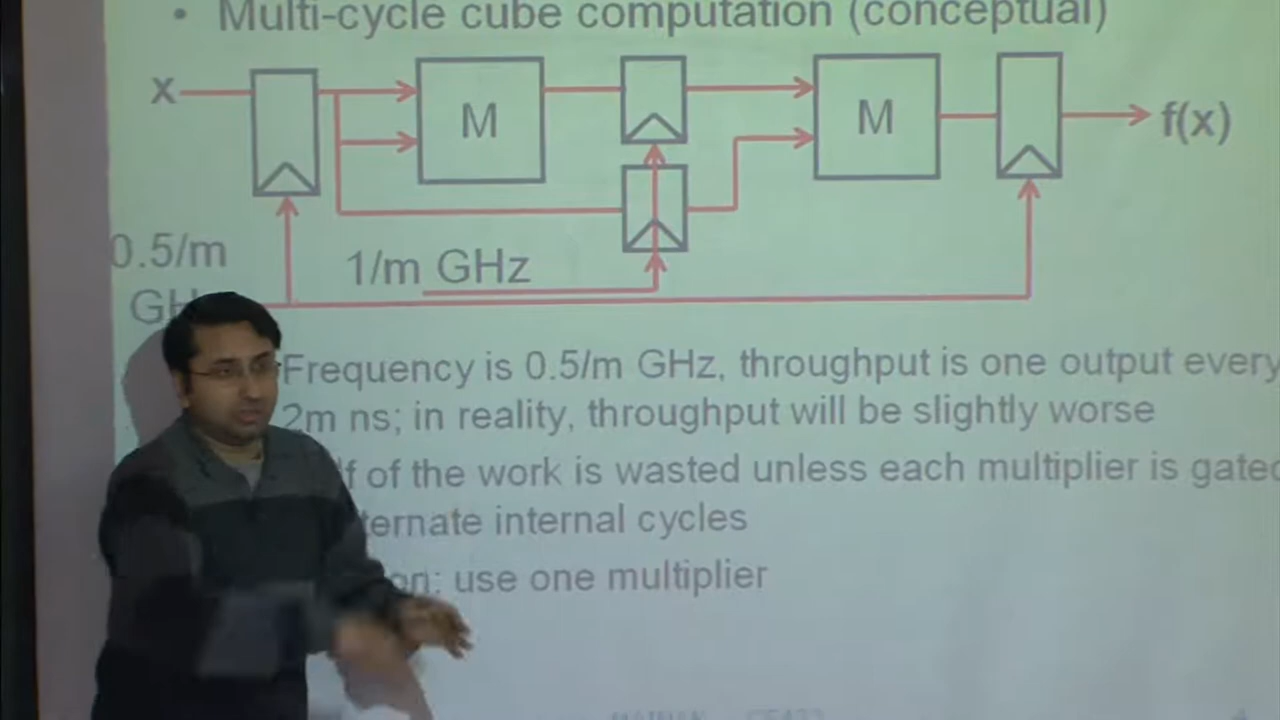 • Multi-cycle cube computation (conceptual)
x
M
M
f(x)
0.5/m
1/m GHz
Frequency is 0.5/m GHz, throughput is one output every
2m ns; in reality, throughput will be slightly worse
of the work is wasted unless each multiplier is gated
internal cycles
use one multiplier